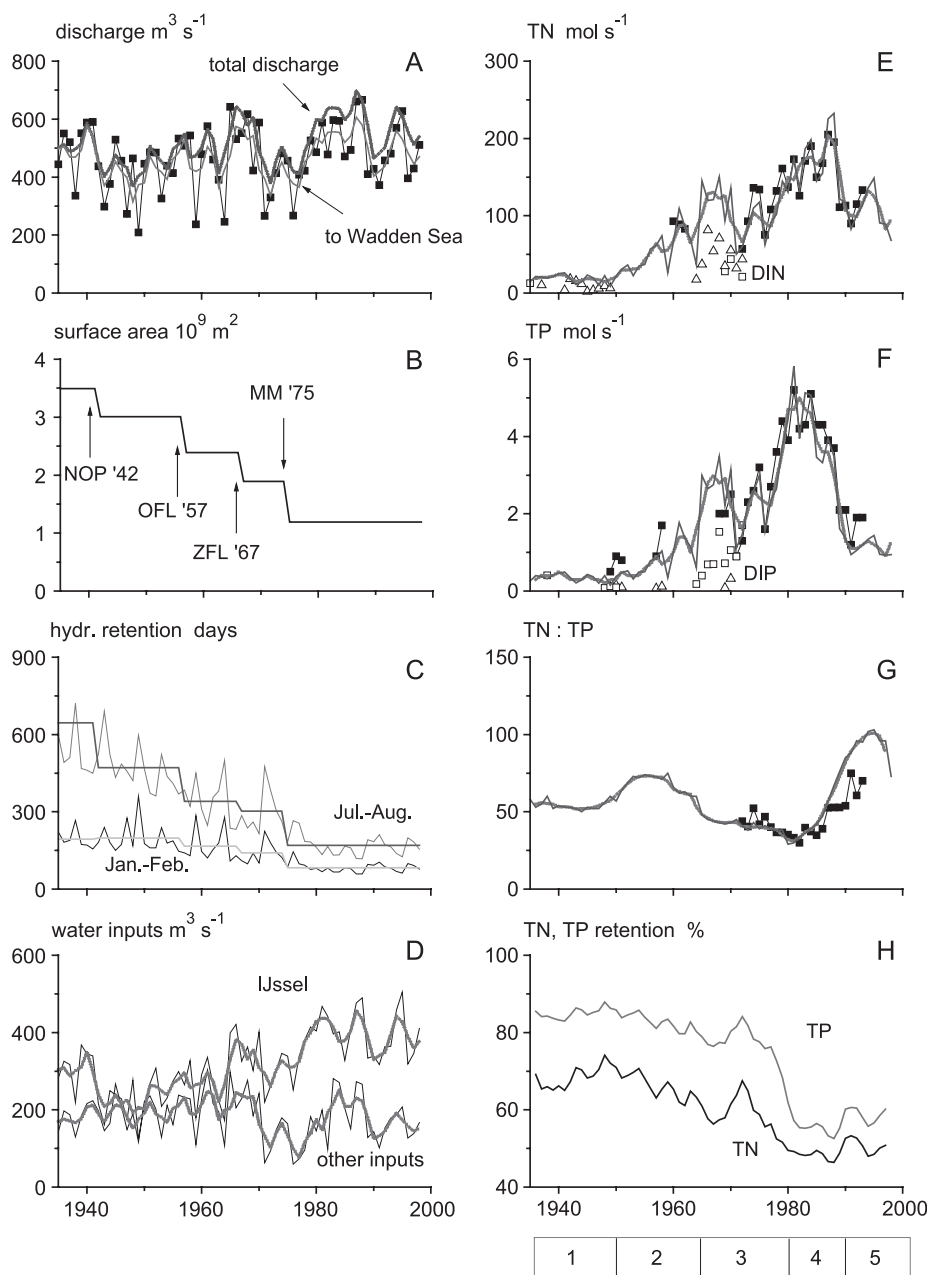 discharge m³ s⁻¹
A
800
600
400
200
0
total discharge
to Wadden Sea
surface area 10⁹ m²
B
4
3
2
1
0
NOP '42
OFL '57
ZFL '67
MM '75
hydr. retention days
C
900
600
300
0
Jul.-Aug.
Jan.-Feb.
water inputs m³ s⁻¹
D
600
400
200
0
IJssel
other inputs
1940
1960
1980
2000
TN mol s⁻¹
E
300
200
100
0
DIN
TP mol s⁻¹
F
6
4
2
0
DIP
TN : TP
G
150
100
50
0
TN, TP retention %
H
100
80
60
40
TP
TN
1940
1960
1980
2000
1
2
3
4
5